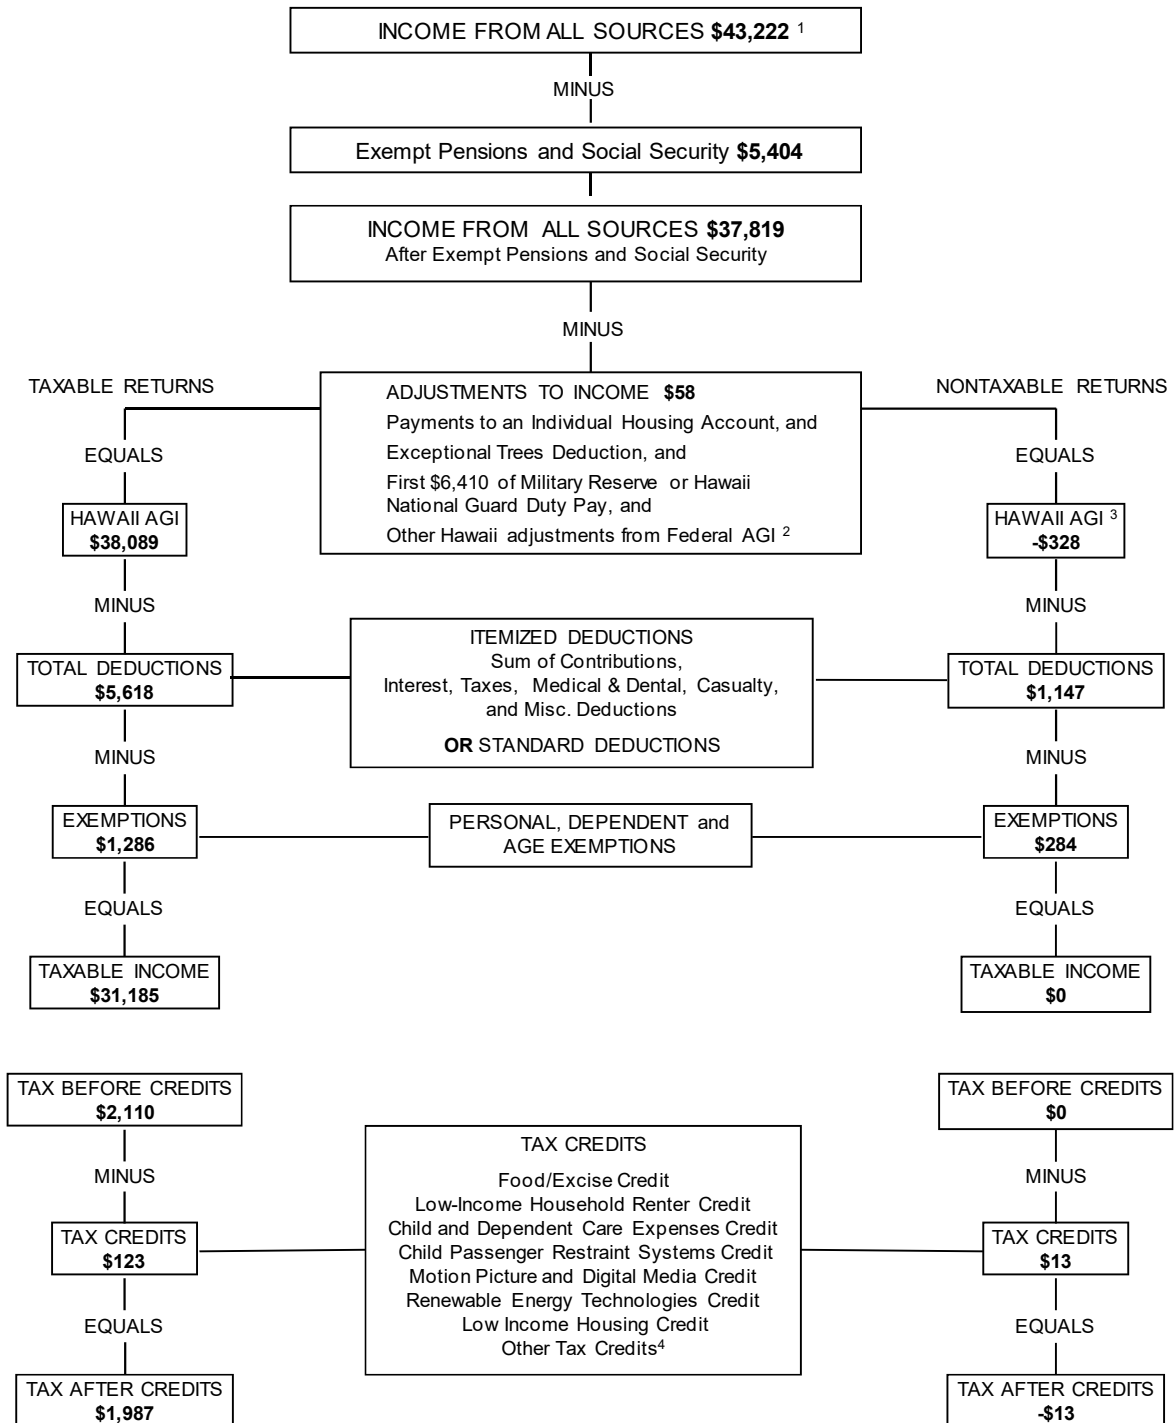 INCOME FROM ALL SOURCES $43,222 1
MINUS
Exempt Pensions and Social Security $5,404
INCOME FROM ALL SOURCES $37,819
After Exempt Pensions and Social Security
MINUS
TAXABLE RETURNS
ADJUSTMENTS TO INCOME $58
Payments to an Individual Housing Account, and
Exceptional Trees Deduction, and
First $6,410 of Military Reserve or Hawaii
National Guard Duty Pay, and
Other Hawaii adjustments from Federal AGI 2
NONTAXABLE RETURNS
EQUALS
EQUALS
HAWAII AGI
$38,089
HAWAII AGI 3
-$328
MINUS
MINUS
TOTAL DEDUCTIONS
$5,618
ITEMIZED DEDUCTIONS
Sum of Contributions,
Interest, Taxes, Medical & Dental, Casualty,
and Misc. Deductions
OR STANDARD DEDUCTIONS
TOTAL DEDUCTIONS
$1,147
MINUS
MINUS
EXEMPTIONS
$1,286
PERSONAL, DEPENDENT and
AGE EXEMPTIONS
EXEMPTIONS
$284
EQUALS
EQUALS
TAXABLE INCOME
$31,185
TAXABLE INCOME
$0
TAX BEFORE CREDITS
$2,110
TAX BEFORE CREDITS
$0
MINUS
MINUS
TAX CREDITS
$123
TAX CREDITS
Food/Excise Credit
Low-Income Household Renter Credit
Child and Dependent Care Expenses Credit
Child Passenger Restraint Systems Credit
Motion Picture and Digital Media Credit
Renewable Energy Technologies Credit
Low Income Housing Credit
Other Tax Credits4
TAX CREDITS
$13
EQUALS
EQUALS
TAX AFTER CREDITS
$1,987
TAX AFTER CREDITS
-$13